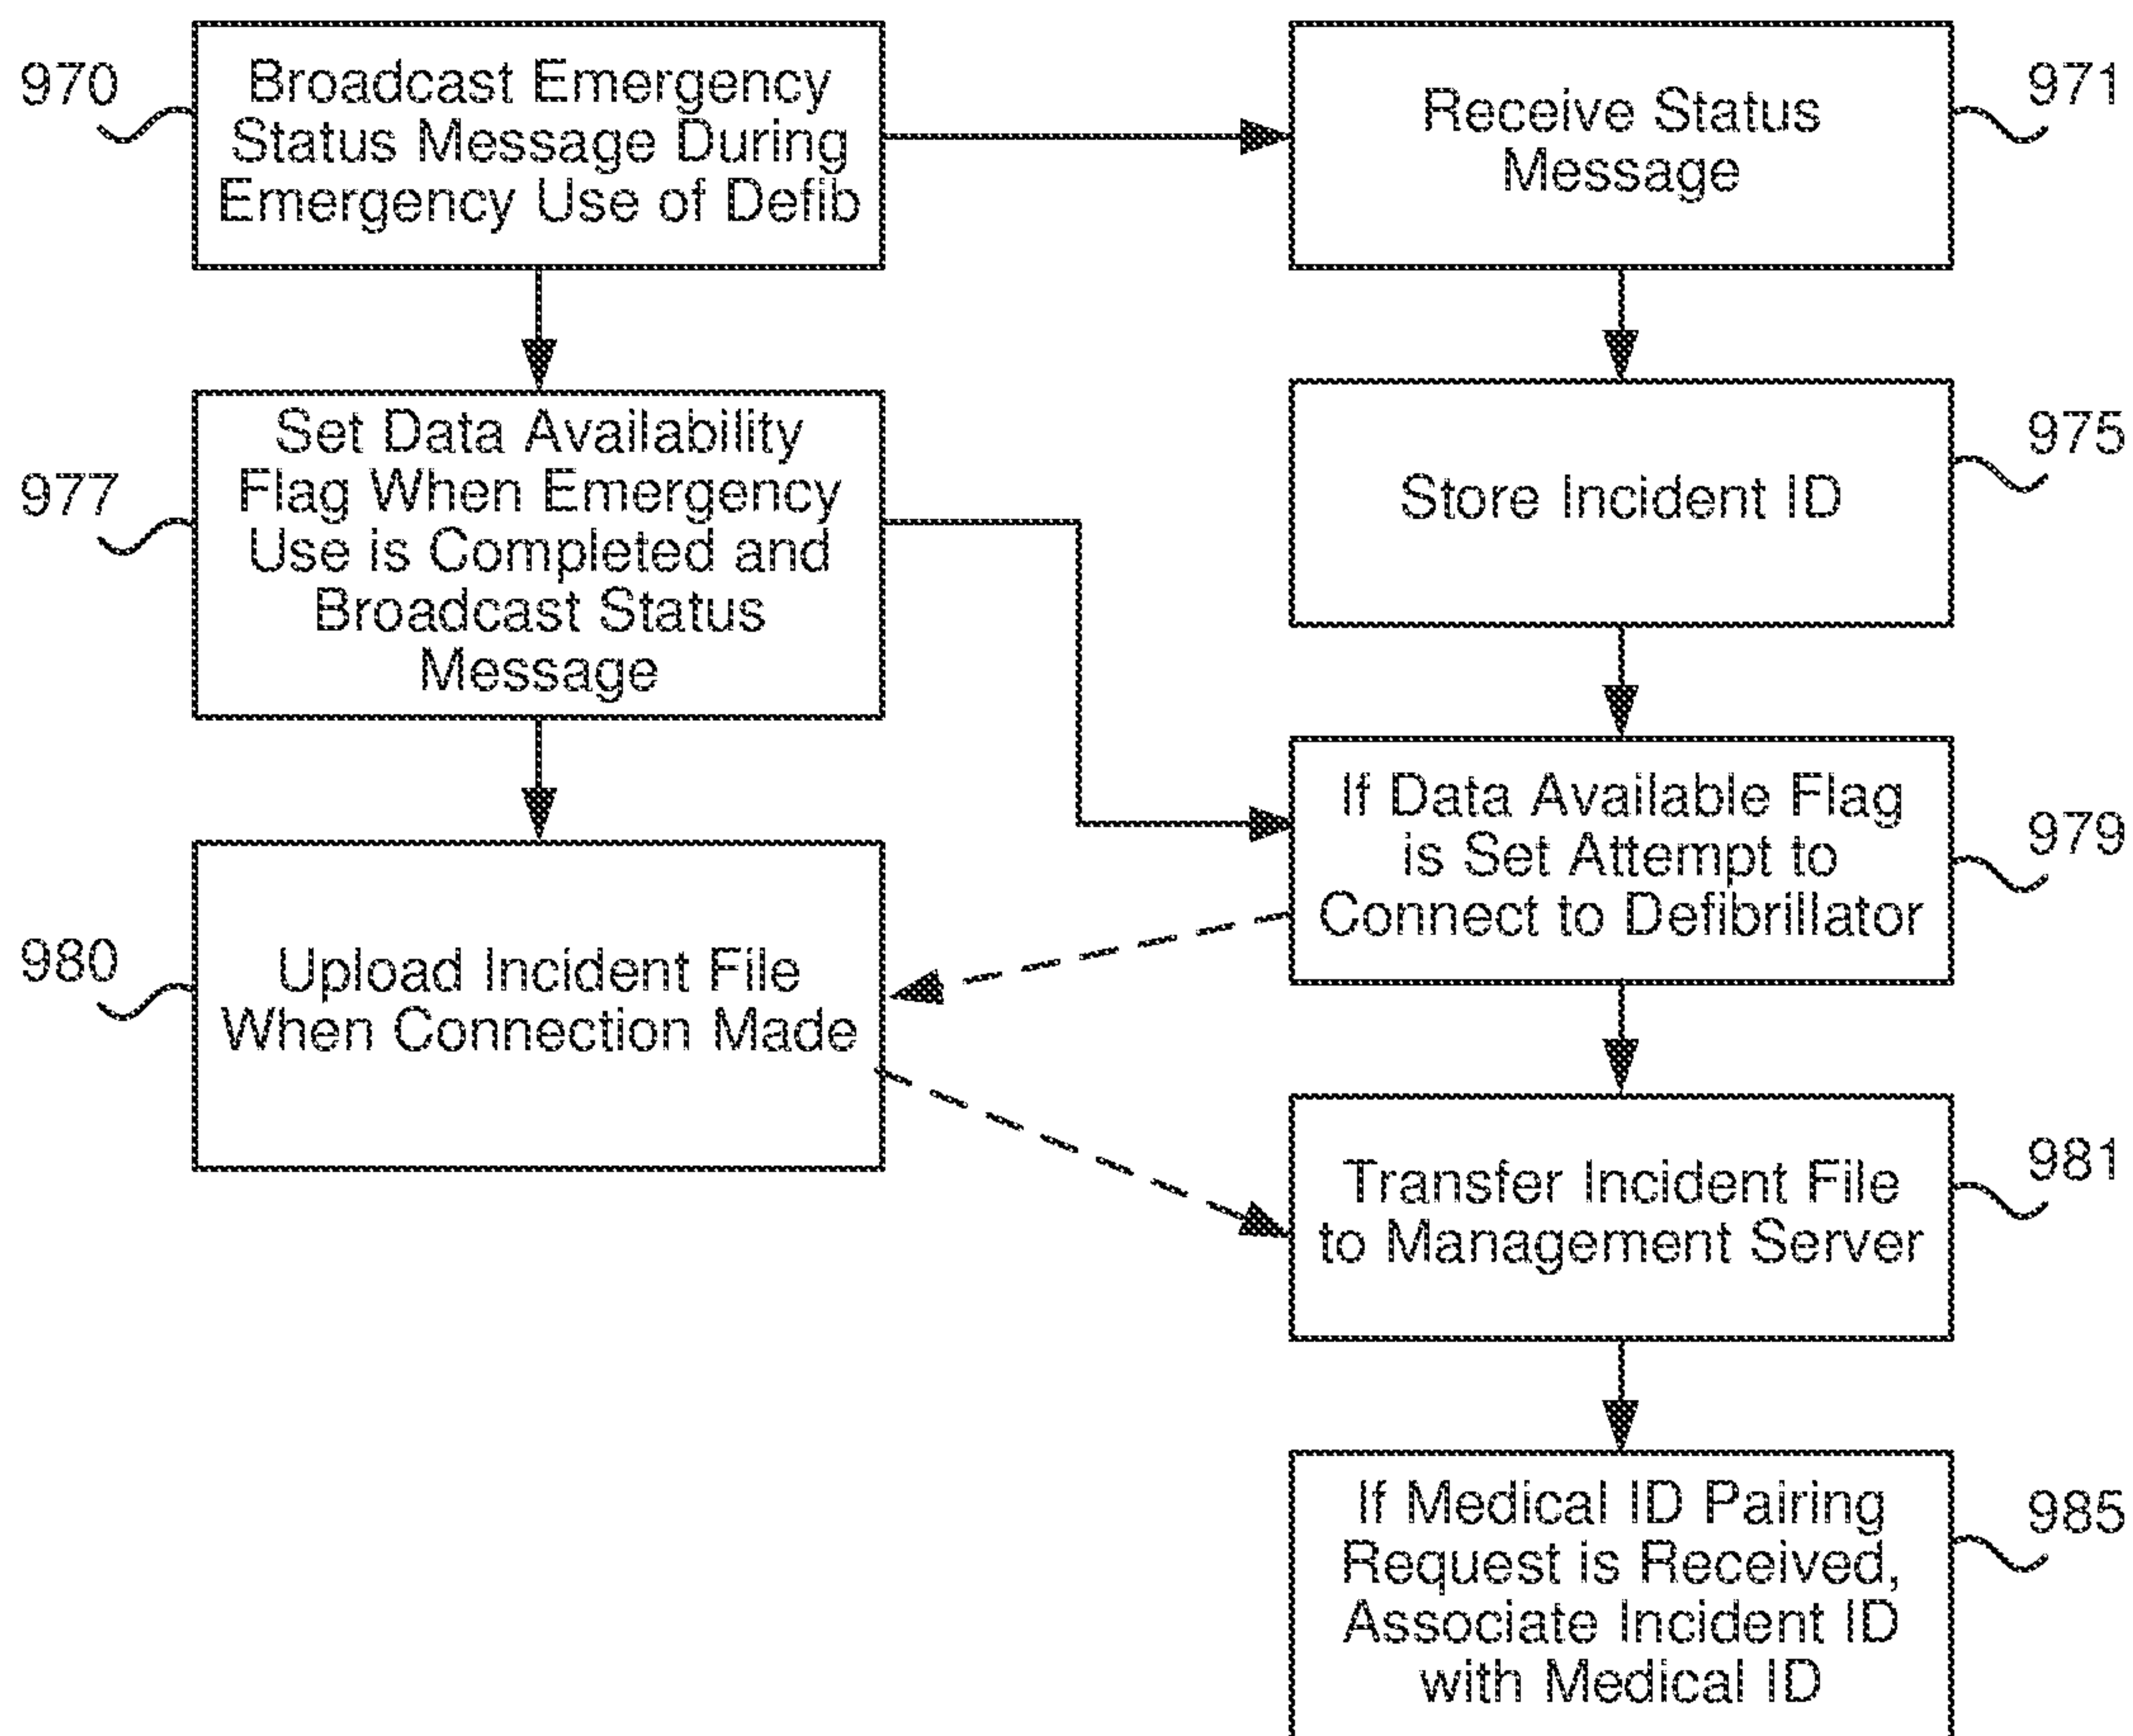 970
Broadcast Emergency
Status Message During
Emergency Use of Defib
Receive Status
Message
971
977
Set Data Availability
Flag When Emergency
Use is Completed and
Broadcast Status
Message
Store Incident ID
975
If Data Available Flag
is Set Attempt to
Connect to Defibrillator
979
980
Upload Incident File
When Connection Made
Transfer Incident File
to Management Server
981
If Medical ID Pairing
Request is Received,
Associate Incident ID
with Medical ID
985